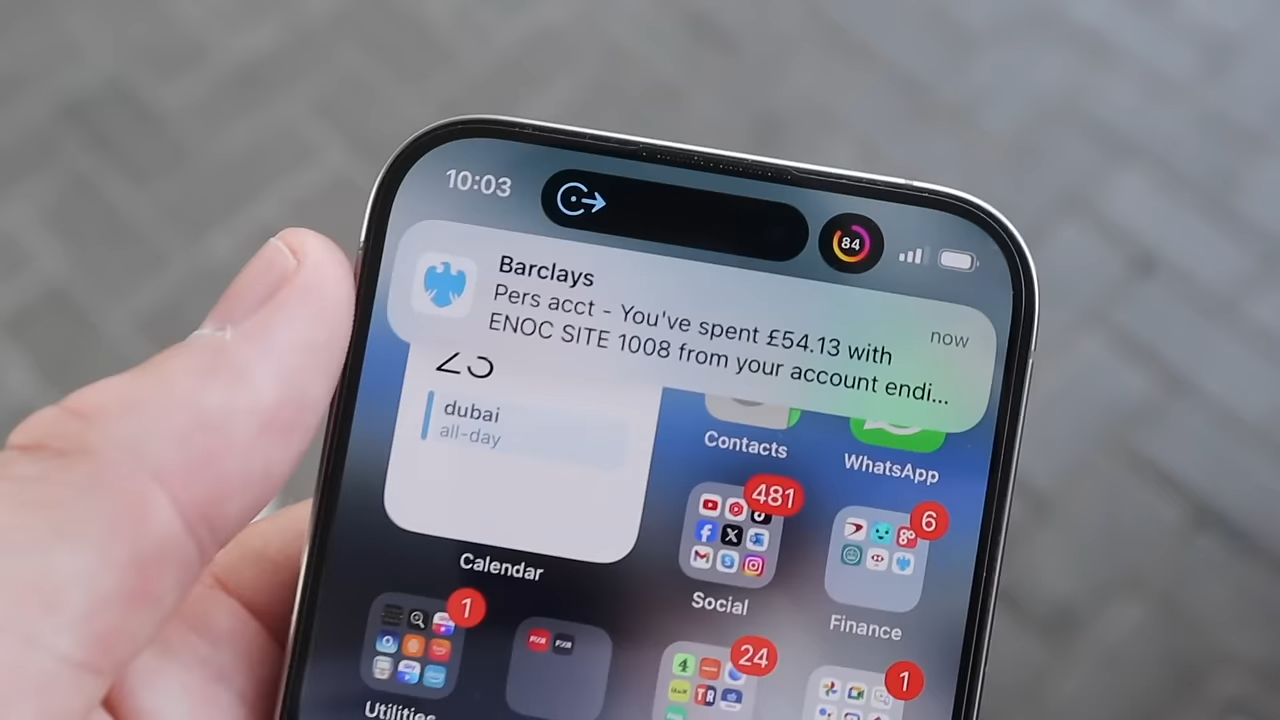 10:03
84
Barclays
now
Pers acct - You've spent £54.13 with
ENOC SITE 1008 from your account endi...
dubai
all-day
Contacts
WhatsApp
481
6
Calendar
Social
Finance
1
24
1
Utilities